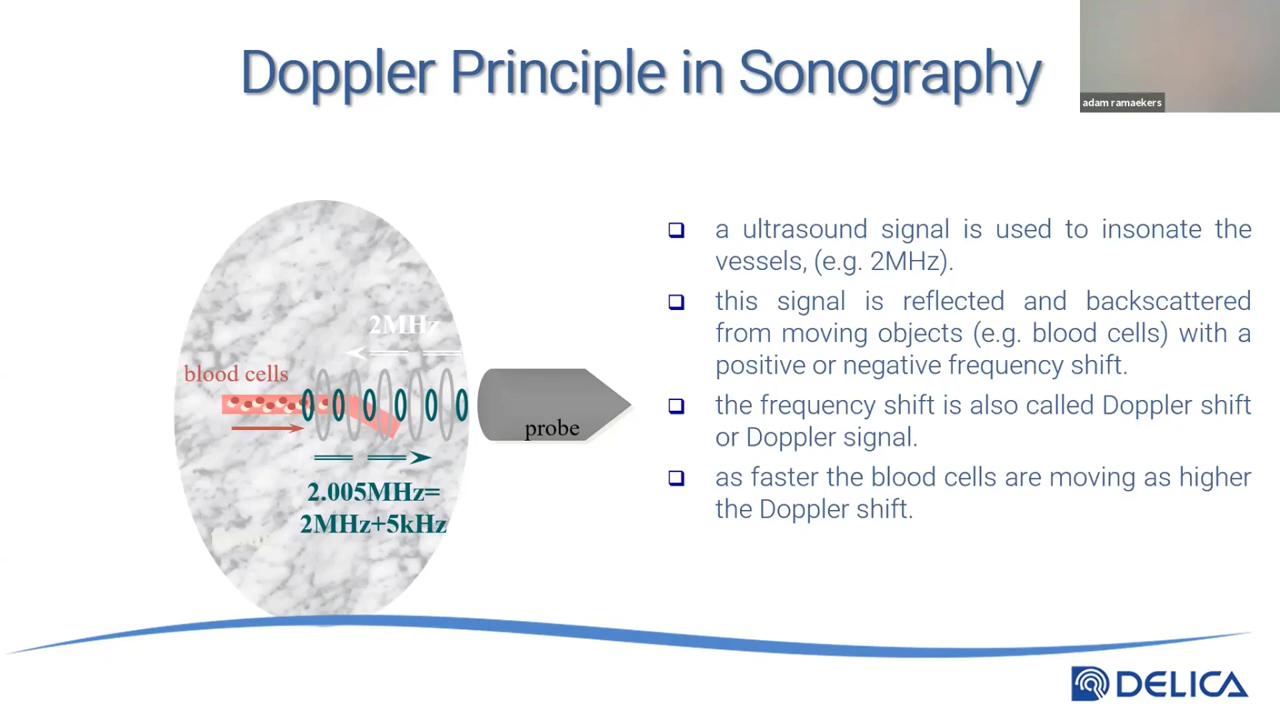 Doppler Principle in Sonography
adam ramaekers
2MHz
blood cells
probe
2.005MHz=
2MHz+5kHz
a ultrasound signal is used to insonate the
vessels, (e.g. 2MHz).
this signal is reflected and backscattered
from moving objects (e.g. blood cells) with a
positive or negative frequency shift.
the frequency shift is also called Doppler shift
or Doppler signal.
as faster the blood cells are moving as higher
the Doppler shift.
DELICA